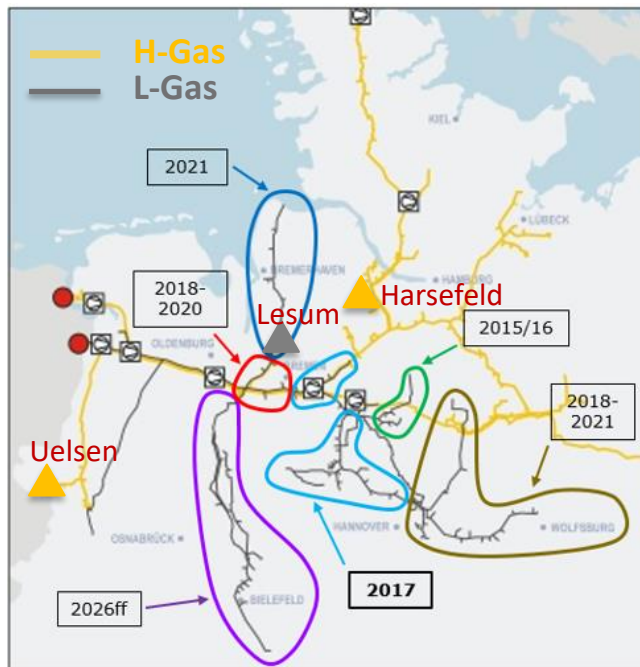 H-Gas
L-Gas
KIEL
2021
LÜBECK
BREMERHAVEN
HAMBURG
2018-
2020
Harsefeld
Lesum
2015/16
OLDENBURG
BREMEN
2018-
2021
Uelsen
HANNOVER
WOLFSBURG
OSNABRÜCK
2017
2026ff
BIELEFELD